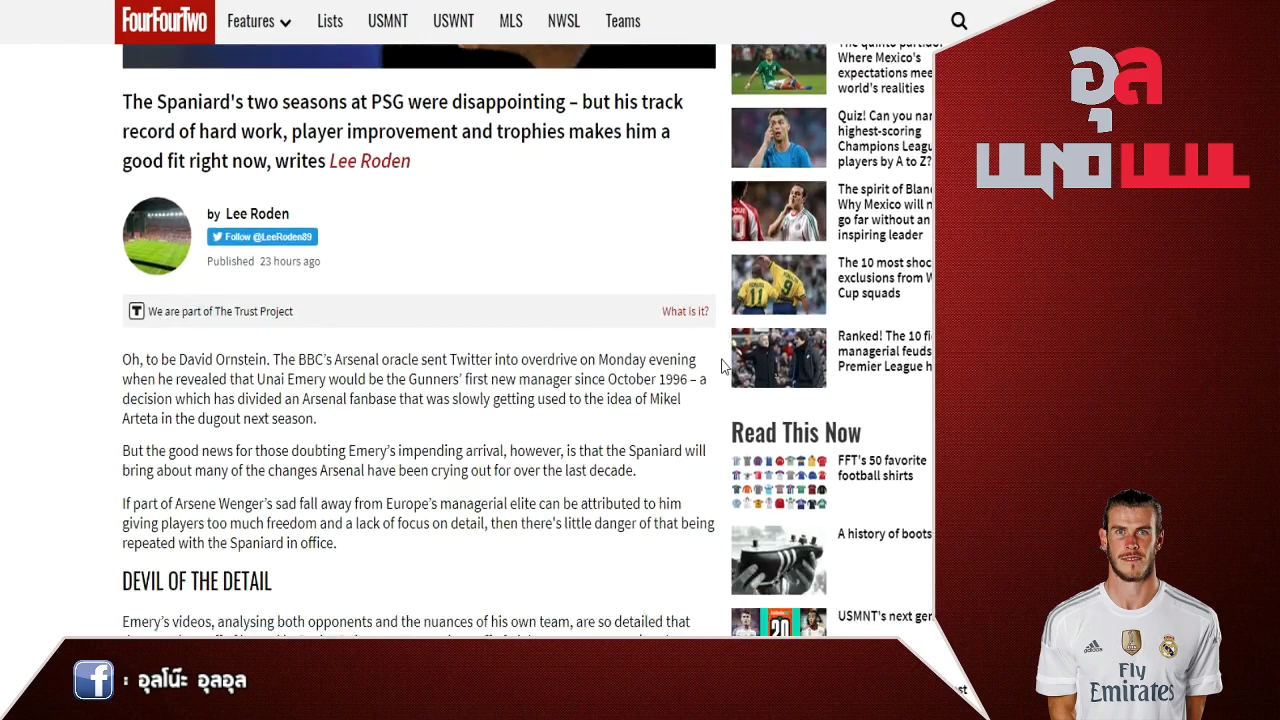 FourFourTwo
Features
Lists
USMNT
USWNT
MLS
NWSL
Teams
The Spaniard's two seasons at PSG were disappointing – but his track
record of hard work, player improvement and trophies makes him a
good fit right now, writes Lee Roden
by Lee Roden
Follow @LeeRoden89
Published 23 hours ago
T We are part of The Trust Project
What is it?
Oh, to be David Ornstein. The BBC's Arsenal oracle sent Twitter into overdrive on Monday evening
when he revealed that Unai Emery would be the Gunners' first new manager since October 1996 – a
decision which has divided an Arsenal fanbase that was slowly getting used to the idea of Mikel
Arteta in the dugout next season.
But the good news for those doubting Emery's impending arrival, however, is that the Spaniard will
bring about many of the changes Arsenal have been crying out for over the last decade.
If part of Arsene Wenger's sad fall away from Europe's managerial elite can be attributed to him
giving players too much freedom and a lack of focus on detail, then there's little danger of that being
repeated with the Spaniard in office.
DEVIL OF THE DETAIL
Emery's videos, analysing both opponents and the nuances of his own team, are so detailed that
Where Mexico's
expectations mee
world's realities
Quiz! Can you nar
highest-scoring
Champions Leagu
players by A to Z?
The spirit of Blan
Why Mexico will n
go far without an
inspiring leader
The 10 most shoc
exclusions from W
Cup squads
Ranked! The 10 fi
managerial feuds
Premier League h
Read This Now
FFT's 50 favorite
football shirts
A history of boots
USMNT's next ger
20
11
9
อุล
Fly
Emirates
adidas
f : อุลโน๊ะ อุลอุล